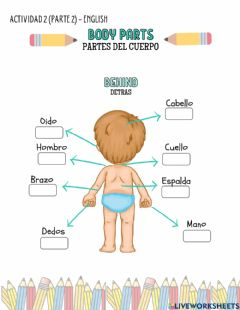 ACTIVIDAD 2 (PARTE 2) - ENGLISH
BODY PARTS
PARTES DEL CUERPO
BEHIND
DETRÁS
Cabello
Oido
Hombro
Cuello
Brazo
Espalda
Dedos
Mano
LIVEWORKSHEETS